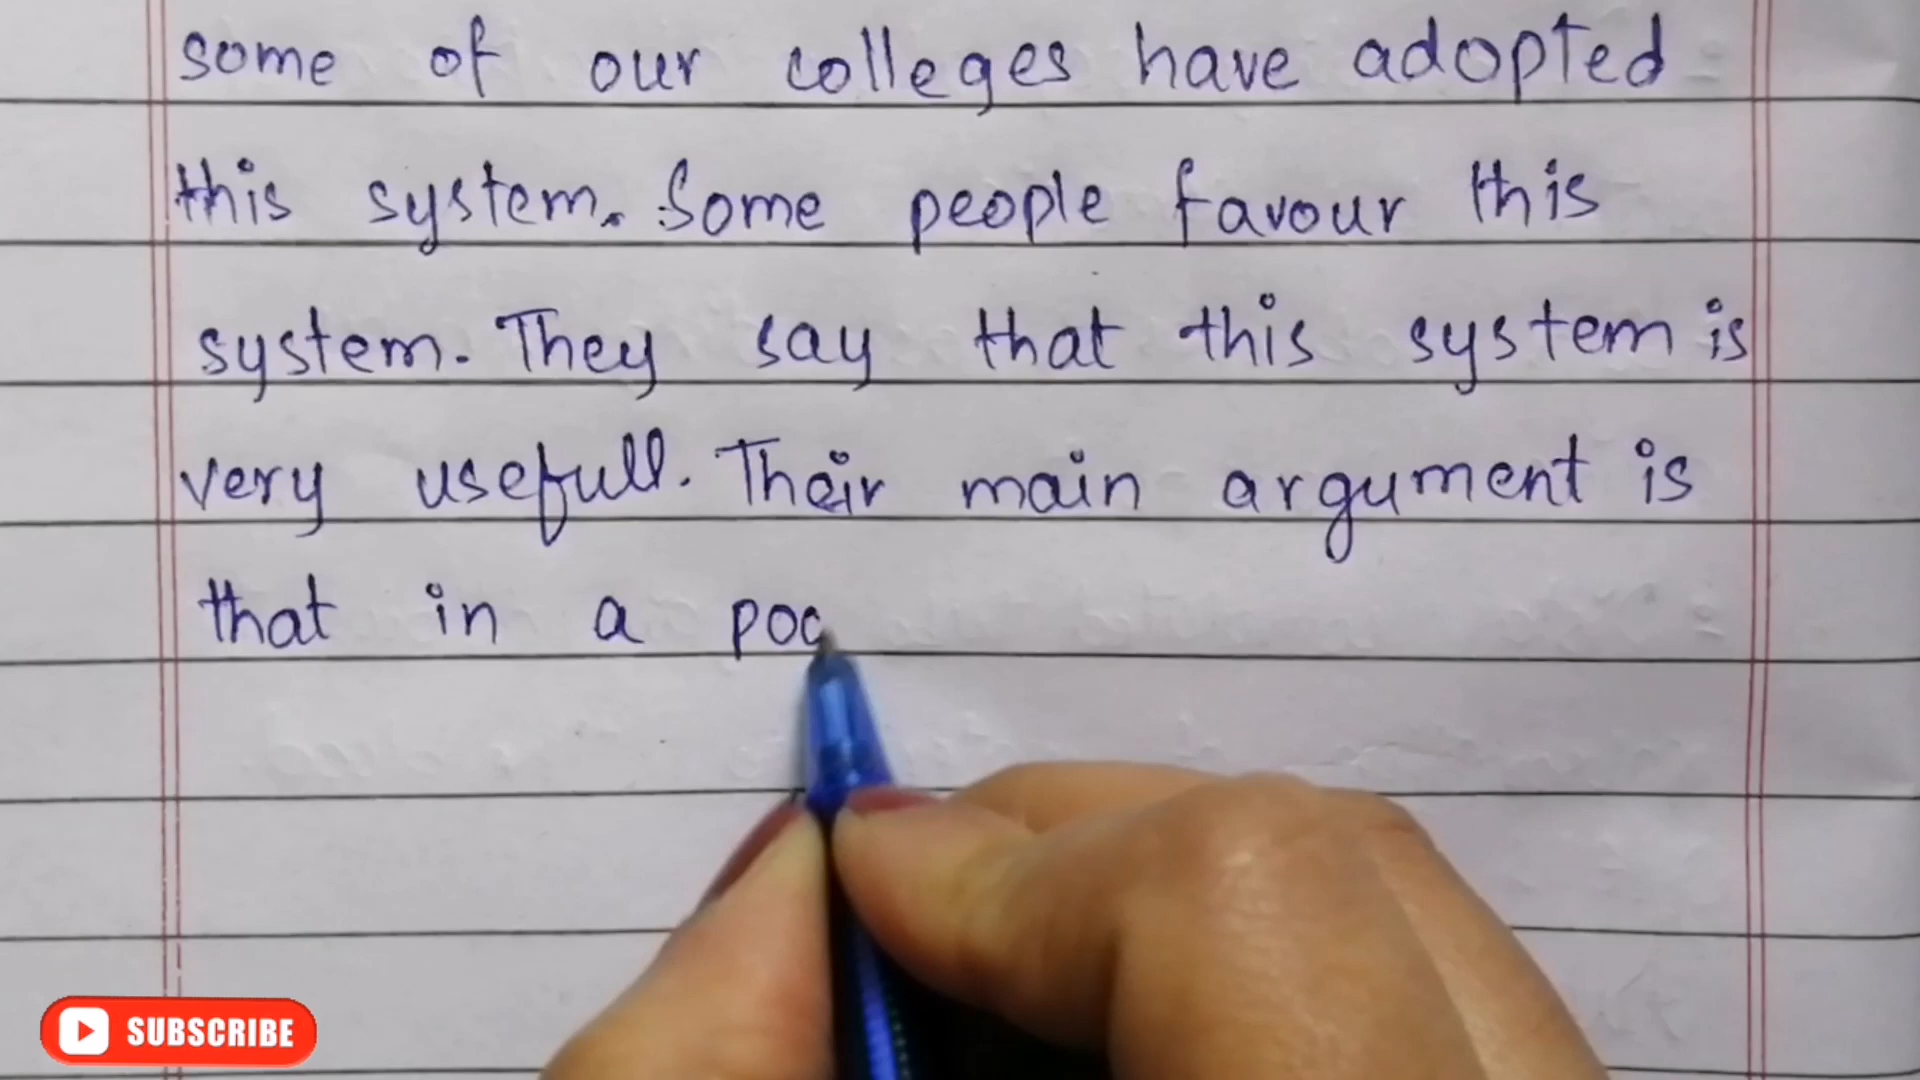 some of our colleges have adopted
this system. Some people favour this
system. They say that this system is
very usefull. Their main argument is
that in a poo
SUBSCRIBE